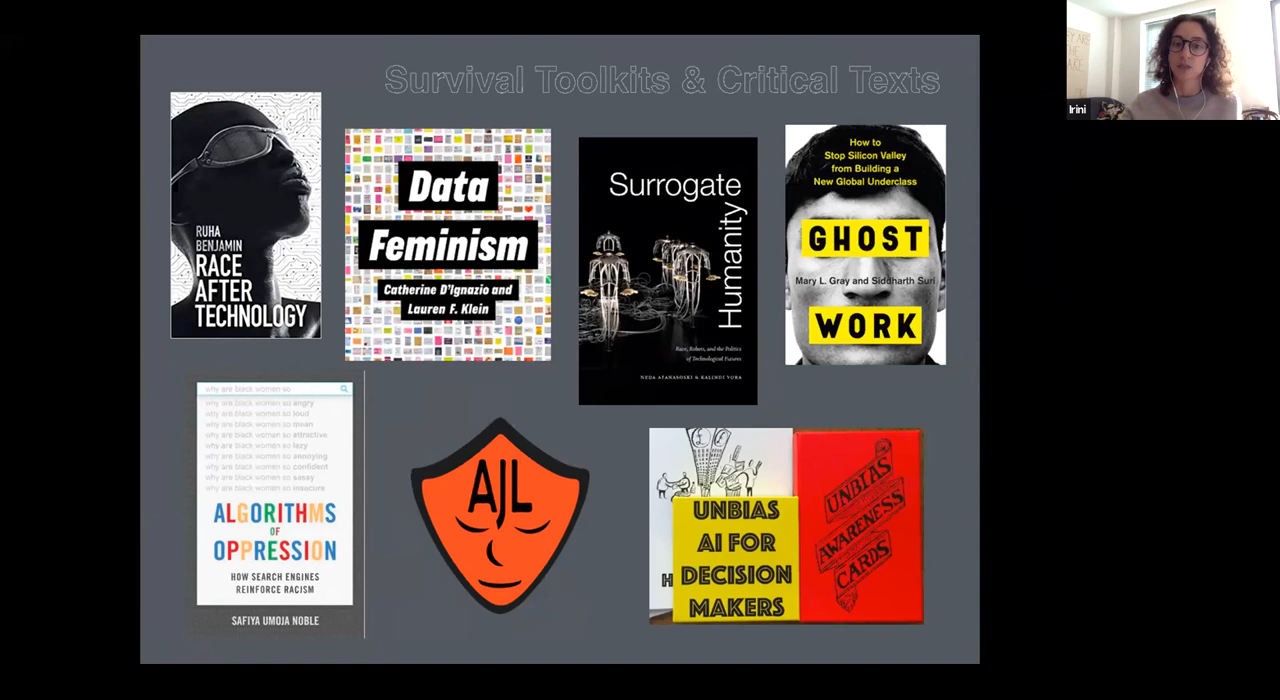 Survival Toolkits & Critical Texts
RUHA
BENJAMIN
RACE
AFTER
TECHNOLOGY
Data
Feminism
Catherine D'Ignazio and
Lauren F. Klein
Surrogate
Humanity
Race, Robots, and the Politics
of Technological Futures
NEDA ATANASOSKI & KALINDI VORA
How to
Stop Silicon Valley
from Building a
New Global Underclass
GHOST
Mary L. Gray and Siddharth Suri
WORK
why are black women so
why are black women so angry
why are black women so loud
why are black women so mean
why are black women so attractive
why are black women so lazy
why are black women so annoying
why are black women so confident
why are black women so sassy
why are black women so insecure
ALGORITHMS
OF
OPPRESSION
HOW SEARCH ENGINES
REINFORCE RACISM
SAFIYA UMOJA NOBLE
AJL
H
UNBIAS
AI FOR
DECISION
MAKERS
UNBIAS
AWARENESS
CARDS
Irini